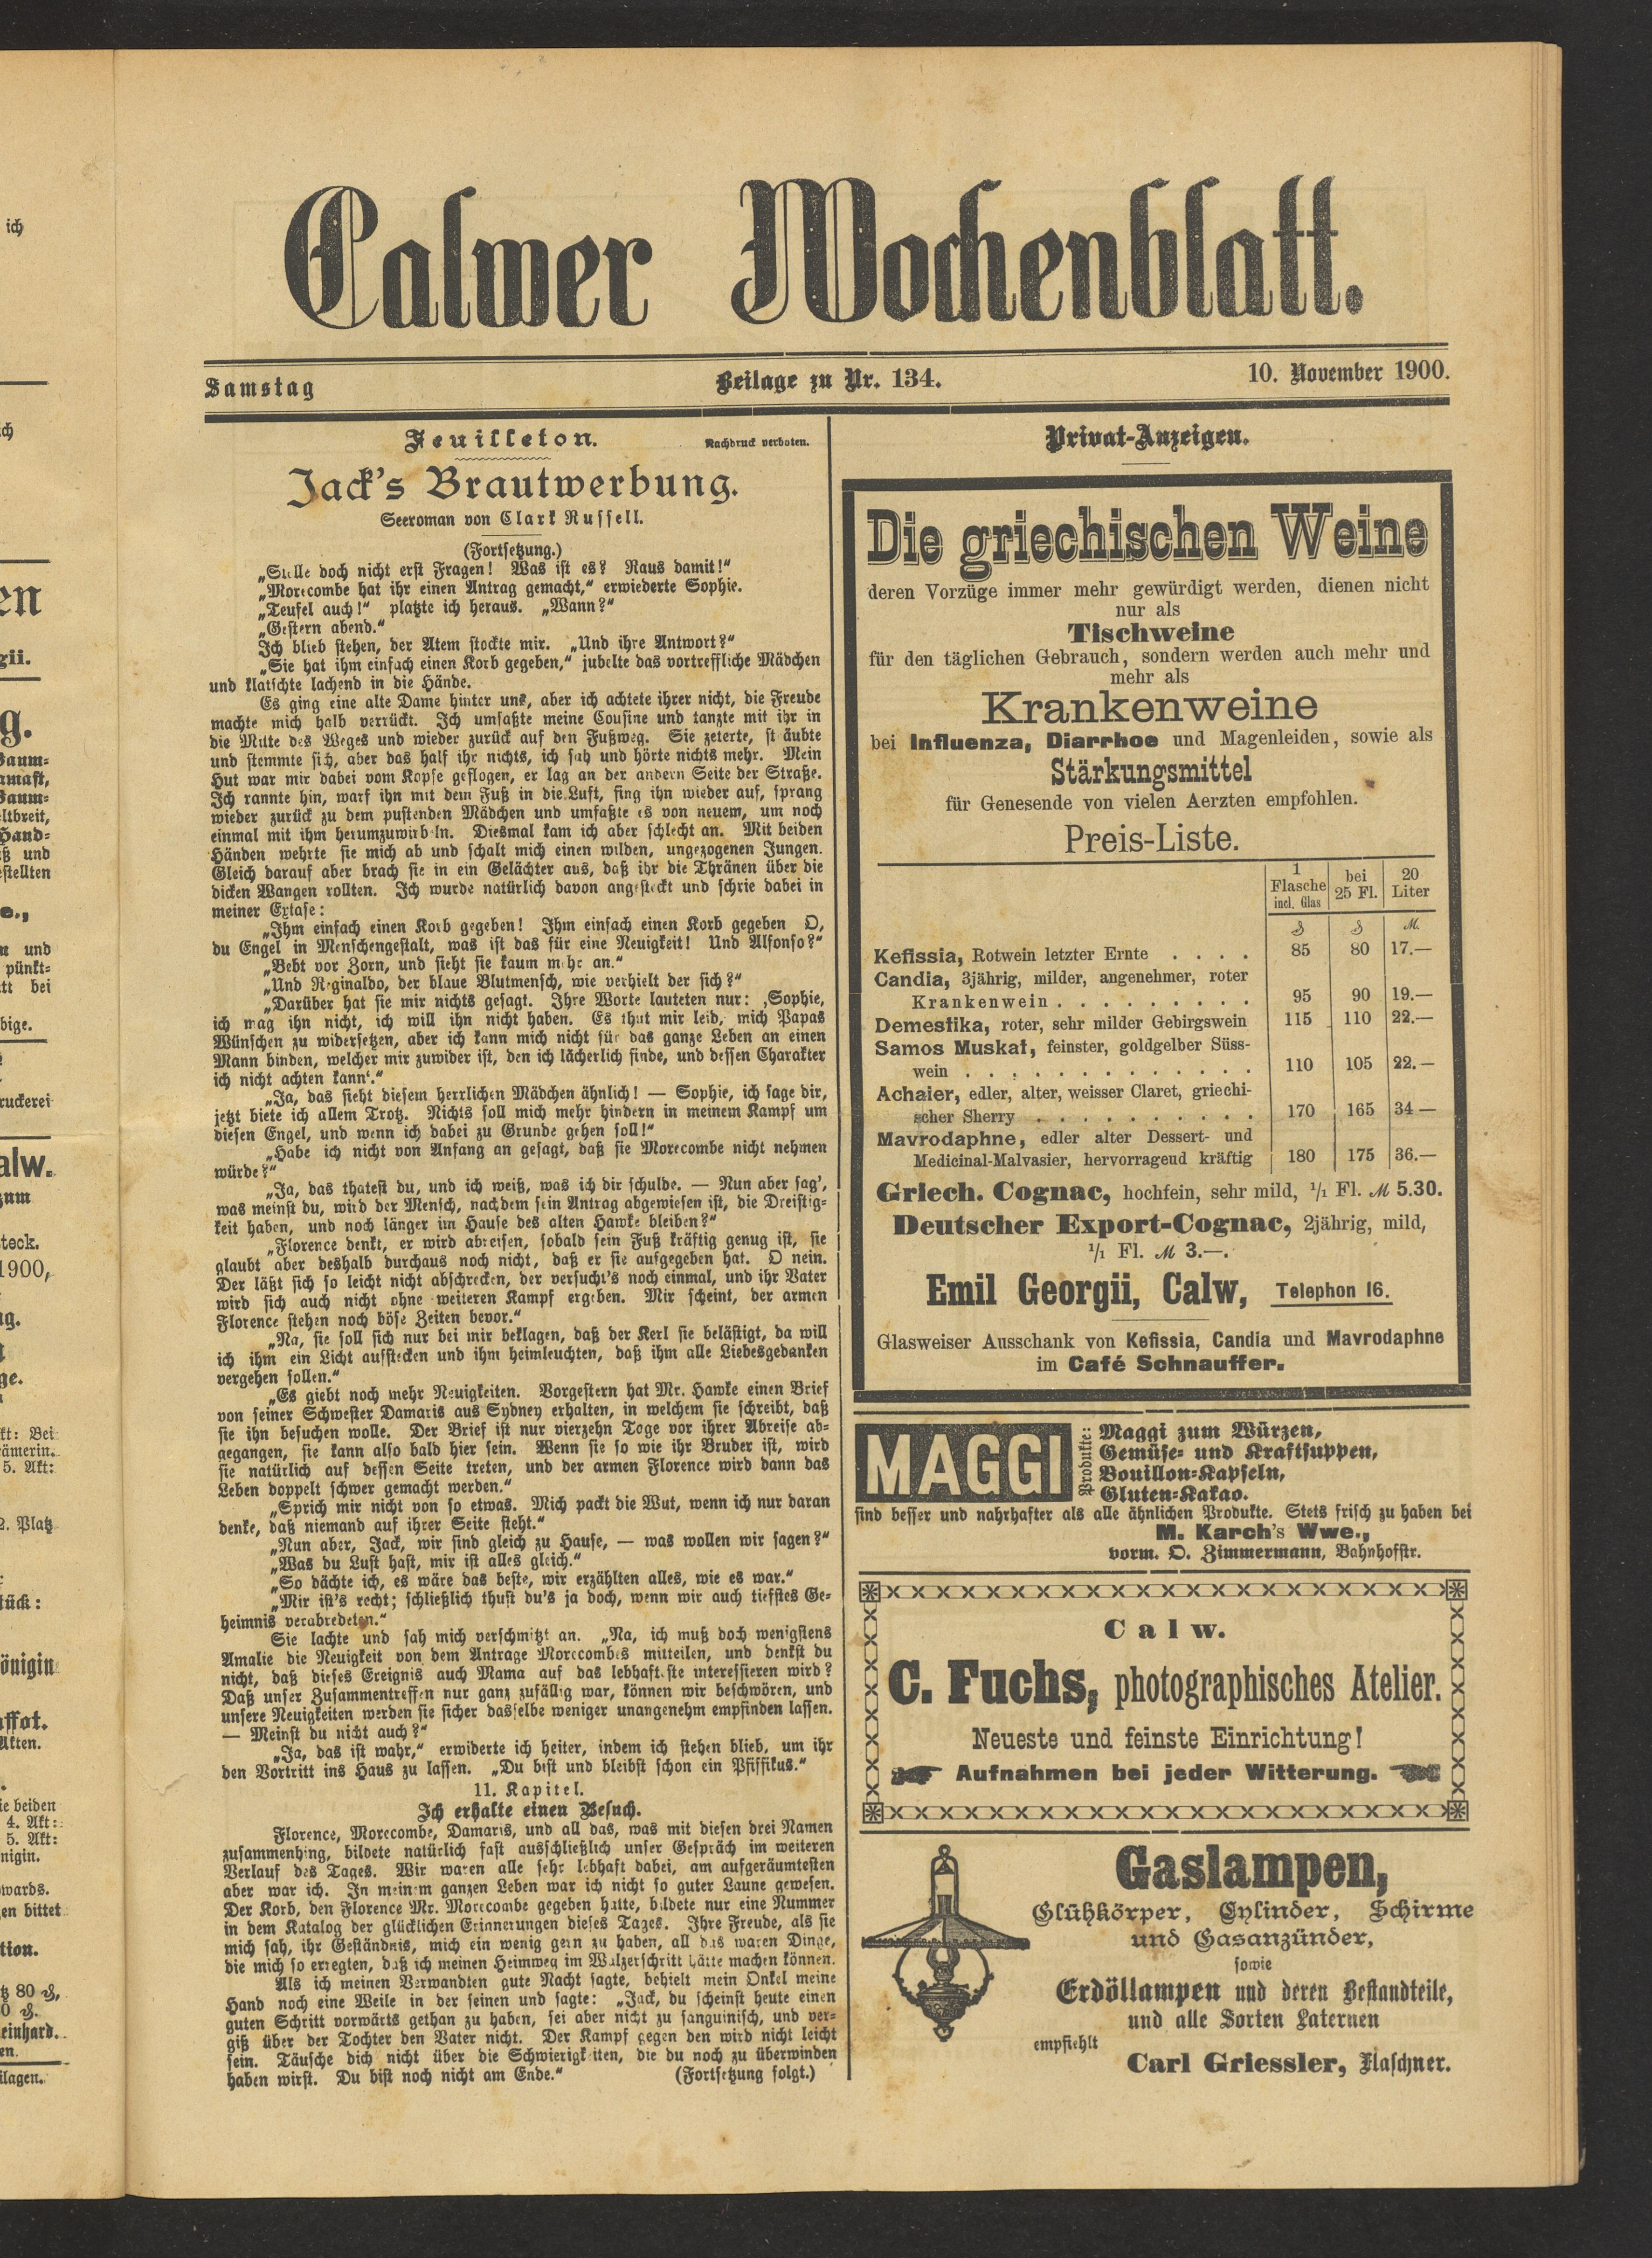 Calwer Wochenblatt.
Samstag
Beilage zu Nr. 134.
10. November 1900.
Feuilleton.
Nachdruck verboten.
Jack's Brautwerbung.
Seeroman von Clark Russell.
(Fortsetzung.)
„Stelle doch nicht erst Fragen! Was ist es? Raus damit!“
„Morecombe hat ihr einen Antrag gemacht,“ erwiederte Sophie.
„Teufel auch!“ platzte ich heraus. „Wann?“
„Gestern abend.“
Ich blieb stehen, der Atem stockte mir. „Und ihre Antwort?“
„Sie hat ihm einfach einen Korb gegeben,“ jubelte das vortreffliche Mädchen
und klatschte lachend in die Hände.
Es ging eine alte Dame hinter uns, aber ich achtete ihrer nicht, die Freude
machte mich halb verrückt. Ich umfaßte meine Cousine und tanzte mit ihr in
die Mitte des Weges und wieder zurück auf den Fußweg. Sie zeterte, sträubte
und stemmte sich, aber das half ihr nichts, ich sah und hörte nichts mehr. Mein
Hut war mir dabei vom Kopfe geflogen, er lag an der andern Seite der Straße.
Ich rannte hin, warf ihn mit dem Fuß in die Luft, fing ihn wieder auf, sprang
wieder zurück zu dem pustenden Mädchen und umfaßte es von neuem, um noch
einmal mit ihm herumzuwirbeln. Diesmal kam ich aber schlecht an. Mit beiden
Händen wehrte sie mich ab und schalt mich einen wilden, ungezogenen Jungen.
Gleich darauf aber brach sie in ein Gelächter aus, daß ihr die Thränen über die
dicken Wangen rollten. Ich wurde natürlich davon angesteckt und schrie dabei in
meiner Extase:
„Ihm einfach einen Korb gegeben! Ihm einfach einen Korb gegeben O,
du Engel in Menschengestalt, was ist das für eine Neuigkeit! Und Alfonso?“
„Bebt vor Zorn, und sieht sie kaum mehr an.“
„Und Reginaldo, der blaue Blutmensch, wie verhielt der sich?“
„Darüber hat sie mir nichts gesagt. Ihre Worte lauteten nur: ‚Sophie,
ich mag ihn nicht, ich will ihn nicht haben. Es thut mir leid, mich Papas
Wünschen zu widersetzen, aber ich kann mich nicht für das ganze Leben an einen
Mann binden, welcher mir zuwider ist, den ich lächerlich finde, und dessen Charakter
ich nicht achten kann‘.“
„Ja, das sieht diesem herrlichen Mädchen ähnlich! — Sophie, ich sage dir,
jetzt biete ich allem Trotz. Nichts soll mich mehr hindern in meinem Kampf um
diesen Engel, und wenn ich dabei zu Grunde gehen soll!“
„Habe ich nicht von Anfang an gesagt, daß sie Morecombe nicht nehmen
würde?“
„Ja, das thatest du, und ich weiß, was ich dir schulde. — Nun aber sag',
was meinst du, wird der Mensch, nachdem sein Antrag abgewiesen ist, die Dreistig-
keit haben, und noch länger im Hause des alten Hawke bleiben?“
„Florence denkt, er wird abreisen, sobald sein Fuß kräftig genug ist, sie
glaubt aber deshalb durchaus noch nicht, daß er sie aufgegeben hat. O nein.
Der läßt sich so leicht nicht abschrecken, der versucht's noch einmal, und ihr Vater
wird sich auch nicht ohne weiteren Kampf ergeben. Mir scheint, der armen
Florence stehen noch böse Zeiten bevor.“
„Na, sie soll sich nur bei mir beklagen, daß der Kerl sie belästigt, da will
ich ihm ein Licht aufstecken und ihm heimleuchten, daß ihm alle Liebesgedanken
vergehen sollen.“
„Es giebt noch mehr Neuigkeiten. Vorgestern hat Mr. Hawke einen Brief
von seiner Schwester Damaris aus Sydney erhalten, in welchem sie schreibt, daß
sie ihn besuchen wolle. Der Brief ist nur vierzehn Tage vor ihrer Abreise ab-
gegangen, sie kann also bald hier sein. Wenn sie so wie ihr Bruder ist, wird
sie natürlich auf dessen Seite treten, und der armen Florence wird dann das
Leben doppelt schwer gemacht werden.“
„Sprich mir nicht von so etwas. Mich packt die Wut, wenn ich nur daran
denke, daß niemand auf ihrer Seite steht.“
„Nun aber, Jack, wir sind gleich zu Hause, — was wollen wir sagen?“
„Was du Lust hast, mir ist alles gleich.“
„So dächte ich, es wäre das beste, wir erzählten alles, wie es war.“
„Mir ist's recht; schließlich thust du's ja doch, wenn wir auch tiefstes Ge-
heimnis verabredeten.“
Sie lachte und sah mich verschmitzt an. „Na, ich muß doch wenigstens
Amalie die Neuigkeit von dem Antrage Morecombes mitteilen, und denkst du
nicht, daß dieses Ereignis auch Mama auf das lebhafteste interessieren wird?
Daß unser Zusammentreffen nur ganz zufällig war, können wir beschwören, und
unsere Neuigkeiten werden sie sicher dasselbe weniger unangenehm empfinden lassen.
— Meinst du nicht auch?“
„Ja, das ist wahr,“ erwiderte ich heiter, indem ich stehen blieb, um ihr
den Vortritt ins Haus zu lassen. „Du bist und bleibst schon ein Pfiffikus.“
11. Kapitel.
Ich erhalte einen Besuch.
Florence, Morecombe, Damaris, und all das, was mit diesen drei Namen
zusammenhing, bildete natürlich fast ausschließlich unser Gespräch im weiteren
Verlauf des Tages. Wir waren alle sehr lebhaft dabei, am aufgeräumtesten
aber war ich. In meinem ganzen Leben war ich nicht so guter Laune gewesen.
Der Korb, den Florence Mr. Morecombe gegeben hatte, bildete nur eine Nummer
in dem Katalog der glücklichen Erinnerungen dieses Tages. Ihre Freude, als sie
mich sah, ihr Geständnis, mich ein wenig gern zu haben, all das waren Dinge,
die mich so erregten, daß ich meinen Heimweg im Walzerschritt hätte machen können.
Als ich meinen Verwandten gute Nacht sagte, behielt mein Onkel meine
Hand noch eine Weile in der seinen und sagte: „Jack, du scheinst heute einen
guten Schritt vorwärts gethan zu haben, sei aber nicht zu sanguinisch, und ver-
giß über der Tochter den Vater nicht. Der Kampf gegen den wird nicht leicht
sein. Täusche dich nicht über die Schwierigkeiten, die du noch zu überwinden
haben wirst. Du bist noch nicht am Ende.“ (Fortsetzung folgt.)
Privat-Anzeigen.
Die griechischen Weine
deren Vorzüge immer mehr gewürdigt werden, dienen nicht
nur als
Tischweine
für den täglichen Gebrauch, sondern werden auch mehr und
mehr als
Krankenweine
bei Influenza, Diarrhoe und Magenleiden, sowie als
Stärkungsmittel
für Genesende von vielen Aerzten empfohlen.
Preis-Liste.
1 Flasche incl. Glas | bei 25 Fl. | 20 Liter
₰ ₰ M.
Kefissia, Rotwein letzter Ernte . . . . 85 80 17.—
Candia, 3jährig, milder, angenehmer, roter
Krankenwein . . . . . . . . . 95 90 19.—
Demestika, roter, sehr milder Gebirgswein 115 110 22.—
Samos Muskat, feinster, goldgelber Süss-
wein . . . . . . . . . . . . . 110 105 22.—
Achaier, edler, alter, weisser Claret, griechi-
scher Sherry . . . . . . . . . . 170 165 34 —
Mavrodaphne, edler alter Dessert- und
Medicinal-Malvasier, hervorragend kräftig 180 175 36.—
Griech. Cognac, hochfein, sehr mild, 1/1 Fl. M 5.30.
Deutscher Export-Cognac, 2jährig, mild,
1/1 Fl. M 3.—.
Emil Georgii, Calw, Telephon 16.
Glasweiser Ausschank von Kefissia, Candia und Mavrodaphne
im Café Schnauffer.
MAGGI
Produkte:
Maggi zum Würzen,
Gemüse- und Kraftsuppen,
Bouillon-Kapseln,
Gluten-Kakao.
sind besser und nahrhafter als alle ähnlichen Produkte. Stets frisch zu haben bei
M. Karch's Wwe.,
vorm. O. Zimmermann, Bahnhofstr.
Calw.
C. Fuchs, photographisches Atelier.
Neueste und feinste Einrichtung!
Aufnahmen bei jeder Witterung.
Gaslampen,
Glühkörper, Cylinder, Schirme
und Gasanzünder,
sowie
Erdöllampen und deren Bestandteile,
und alle Sorten Laternen
empfiehlt
Carl Griessler, Flaschner.